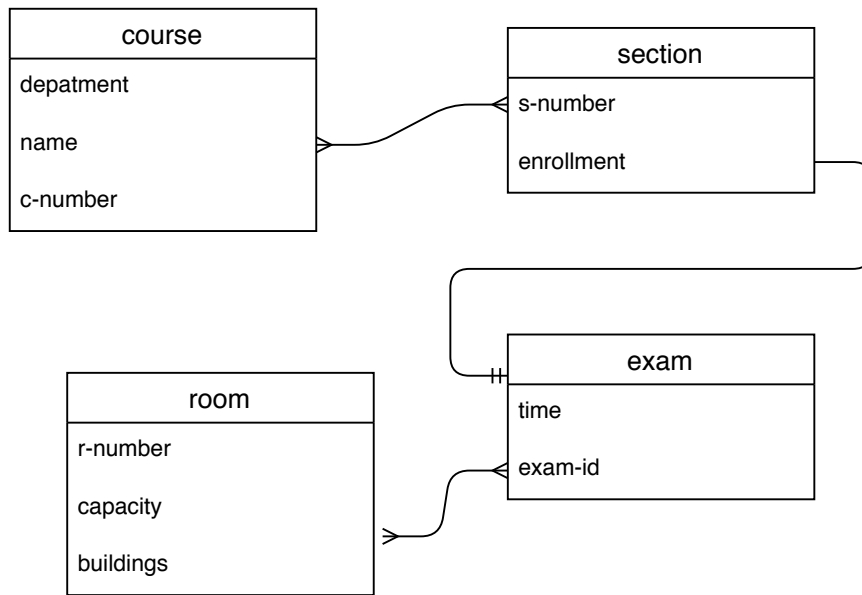 course
depatment
name
c-number
section
s-number
enrollment
exam
time
exam-id
room
r-number
capacity
buildings